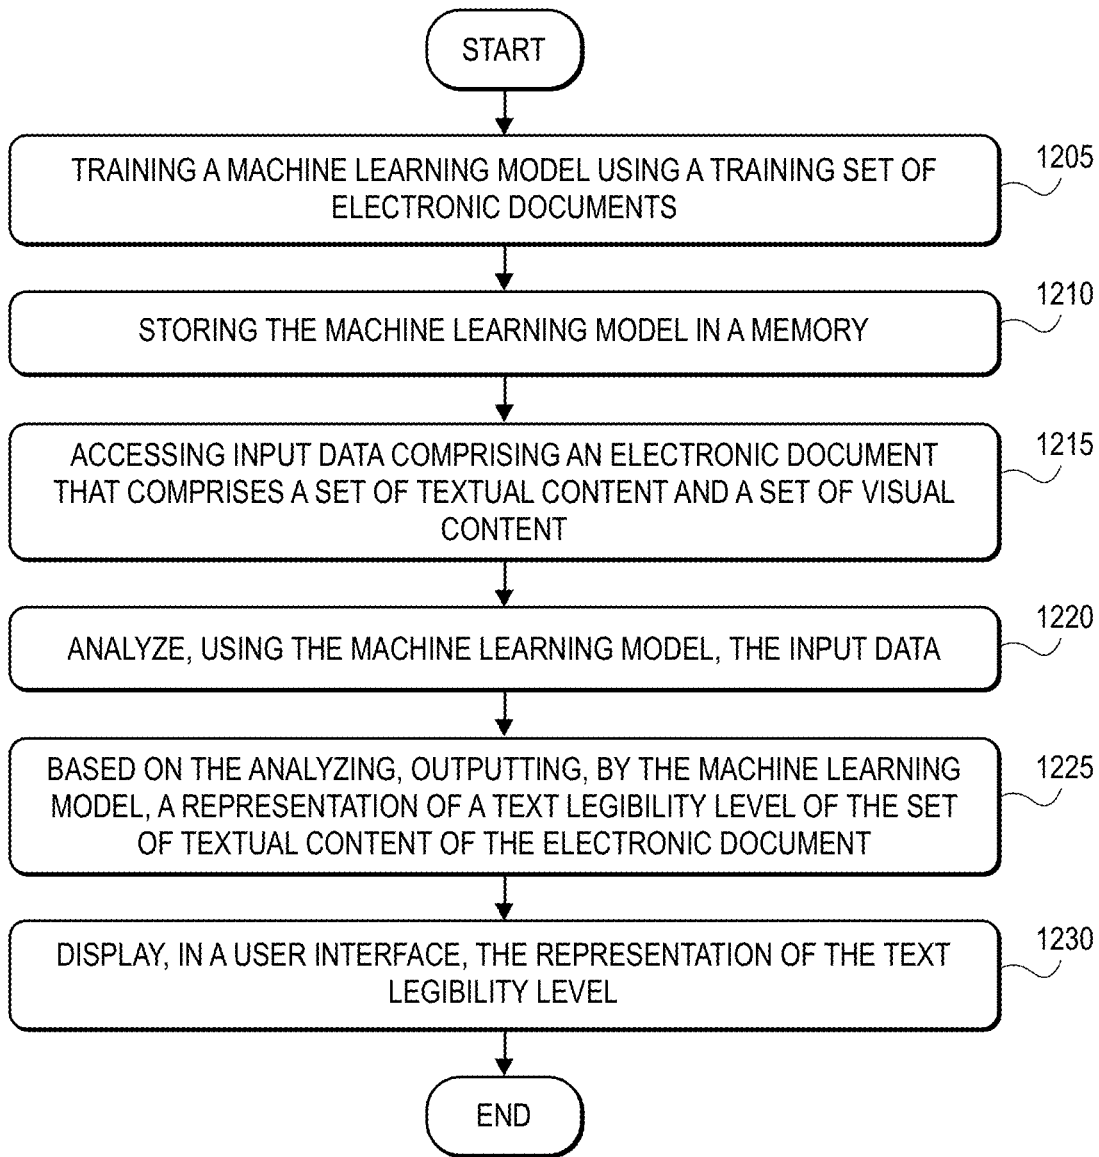 START
TRAINING A MACHINE LEARNING MODEL USING A TRAINING SET OF
ELECTRONIC DOCUMENTS
1205
STORING THE MACHINE LEARNING MODEL IN A MEMORY
1210
ACCESSING INPUT DATA COMPRISING AN ELECTRONIC DOCUMENT
THAT COMPRISES A SET OF TEXTUAL CONTENT AND A SET OF VISUAL
CONTENT
1215
ANALYZE, USING THE MACHINE LEARNING MODEL, THE INPUT DATA
1220
BASED ON THE ANALYZING, OUTPUTTING, BY THE MACHINE LEARNING
MODEL, A REPRESENTATION OF A TEXT LEGIBILITY LEVEL OF THE SET
OF TEXTUAL CONTENT OF THE ELECTRONIC DOCUMENT
1225
DISPLAY, IN A USER INTERFACE, THE REPRESENTATION OF THE TEXT
LEGIBILITY LEVEL
1230
END